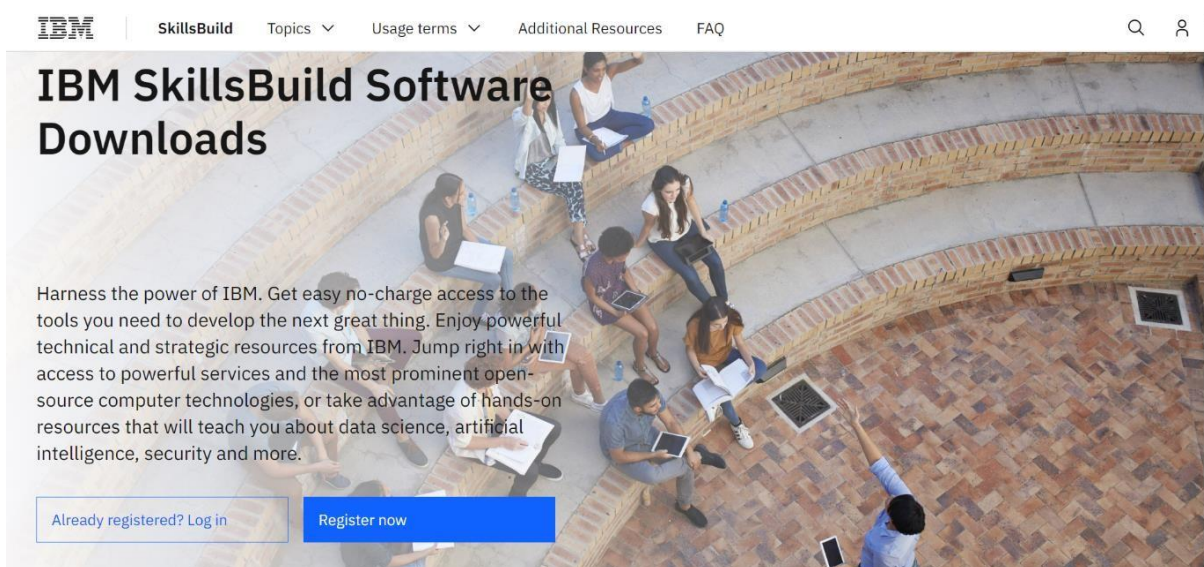 IBM
SkillsBuild
Topics
Usage terms
Additional Resources
FAQ
IBM SkillsBuild Software
Downloads
Harness the power of IBM. Get easy no-charge access to the
tools you need to develop the next great thing. Enjoy powerful
technical and strategic resources from IBM. Jump right in with
access to powerful services and the most prominent open-
source computer technologies, or take advantage of hands-on
resources that will teach you about data science, artificial
intelligence, security and more.
Already registered? Log in
Register now